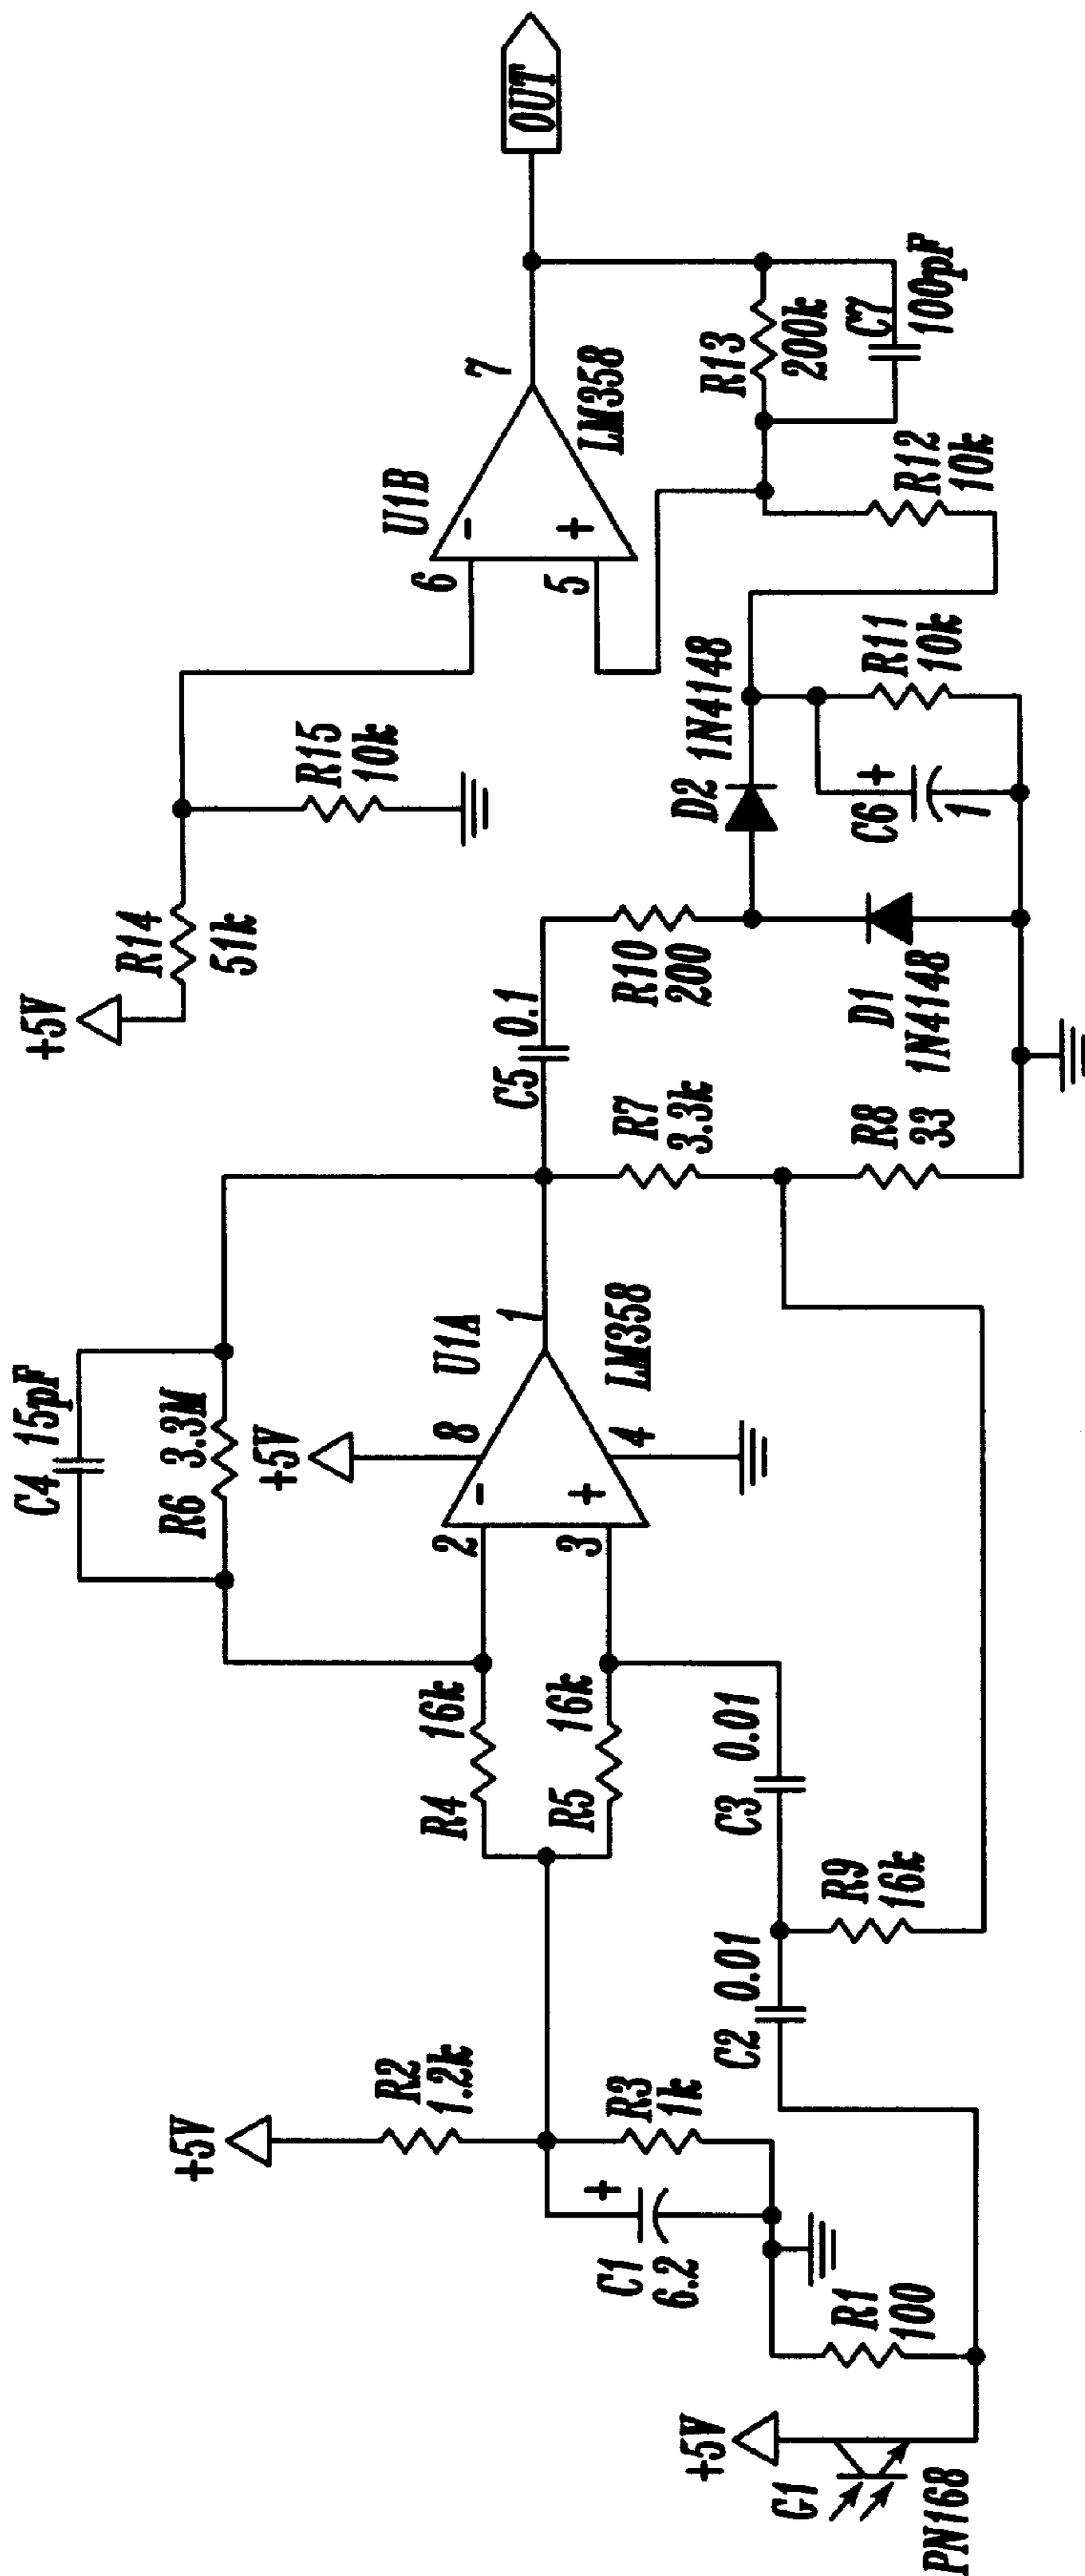 C4 15pF
R6 3.3M
+5V
8
U1A
1
2
-
3
+
4
LM358
R4
16k
R5
16k
+5V
R2
1.2k
+
C1
6.2
R3
1k
+5V
G1
PN168
R1
100
C2 0.01
C3 0.01
R9
16k
C5 0.1
R7
3.3k
R8
33
R10
200
D1
1N4148
D2
1N4148
C6 +
1
R11
10k
+5V
R14
51k
R15
10k
U1B
6
-
5
+
7
LM358
R13
200k
C7
100pF
R12
10k
OUT